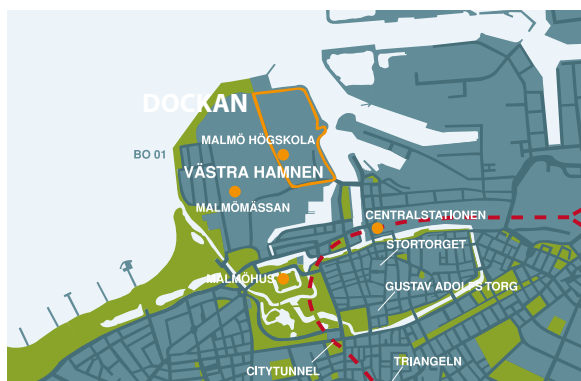 DOCKAN
MALMÖ HÖGSKOLA
BO 01
VÄSTRA HAMNEN
MALMÖMÄSSAN
CENTRALSTATIONEN
STORTORGET
MALMÖHUS
GUSTAV ADOLFS TORG
CITYTUNNEL
TRIANGELN